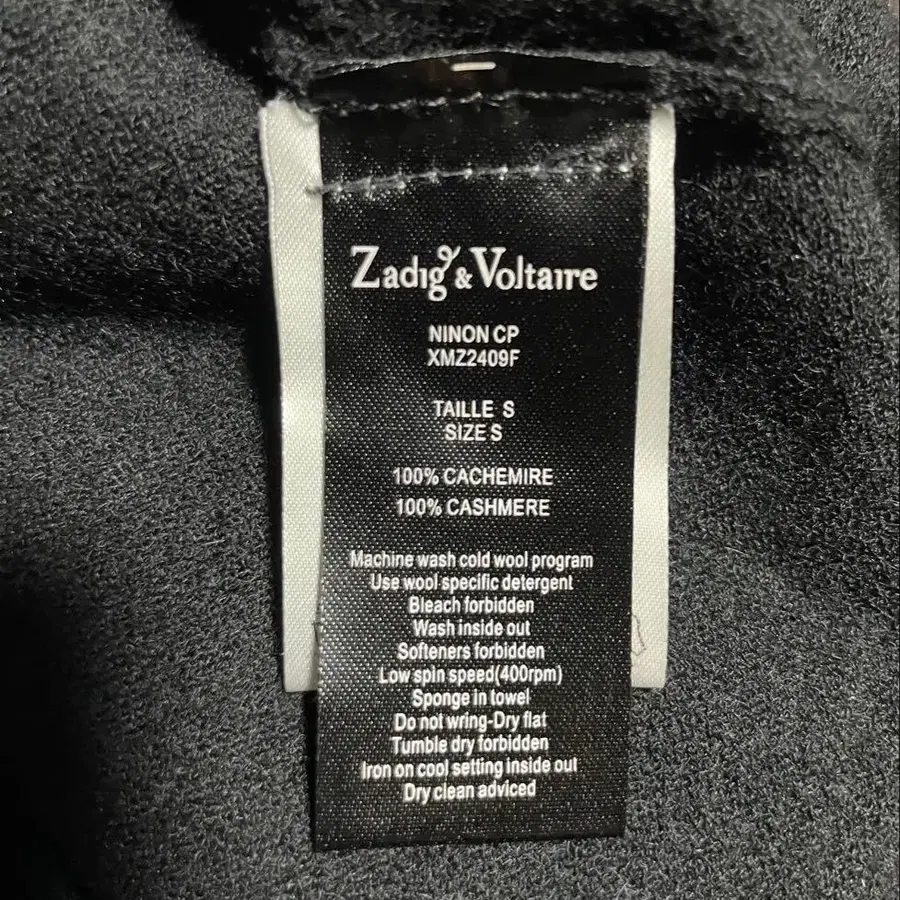 Zadig & Voltaire
NINON CP
XMZ2409F
TAILLE S
SIZE S
100% CACHEMIRE
100% CASHMERE
Machine wash cold wool program
Use wool specific detergent
Bleach forbidden
Wash inside out
Softeners forbidden
Low spin speed(400rpm)
Sponge in towel
Do not wring-Dry flat
Tumble dry forbidden
Iron on cool setting inside out
Dry clean adviced